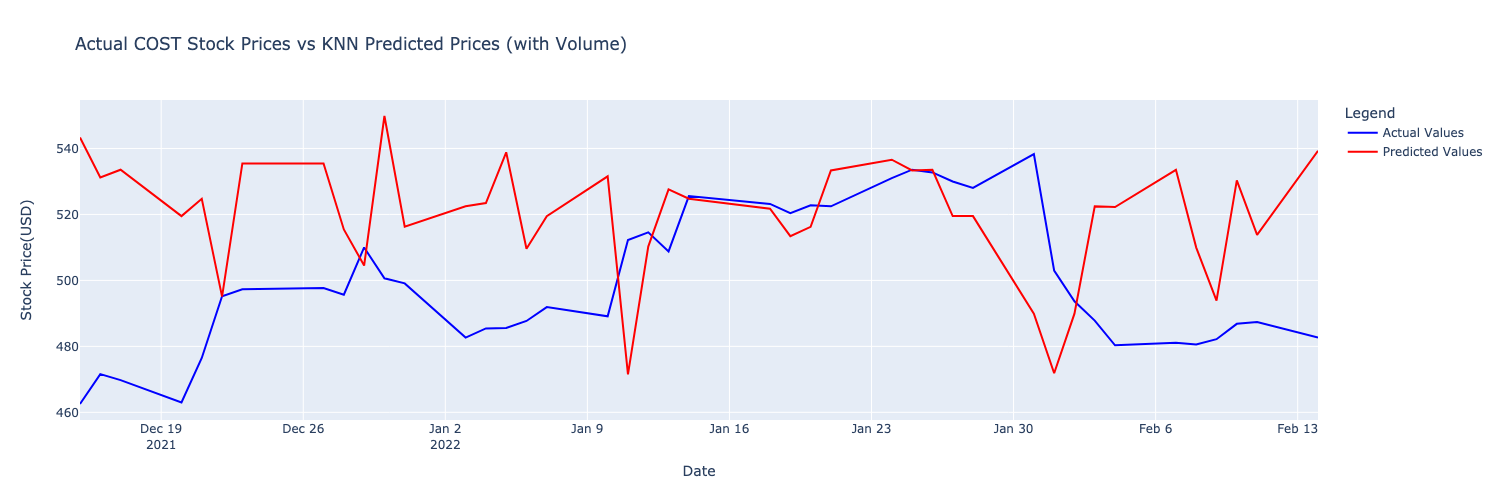 Actual COST Stock Prices vs KNN Predicted Prices (with Volume)
Legend
Actual Values
Predicted Values
Stock Price(USD)
540
520
500
480
460
Dec 19
2021
Dec 26
Jan 2
2022
Jan 9
Jan 16
Jan 23
Jan 30
Feb 6
Feb 13
Date